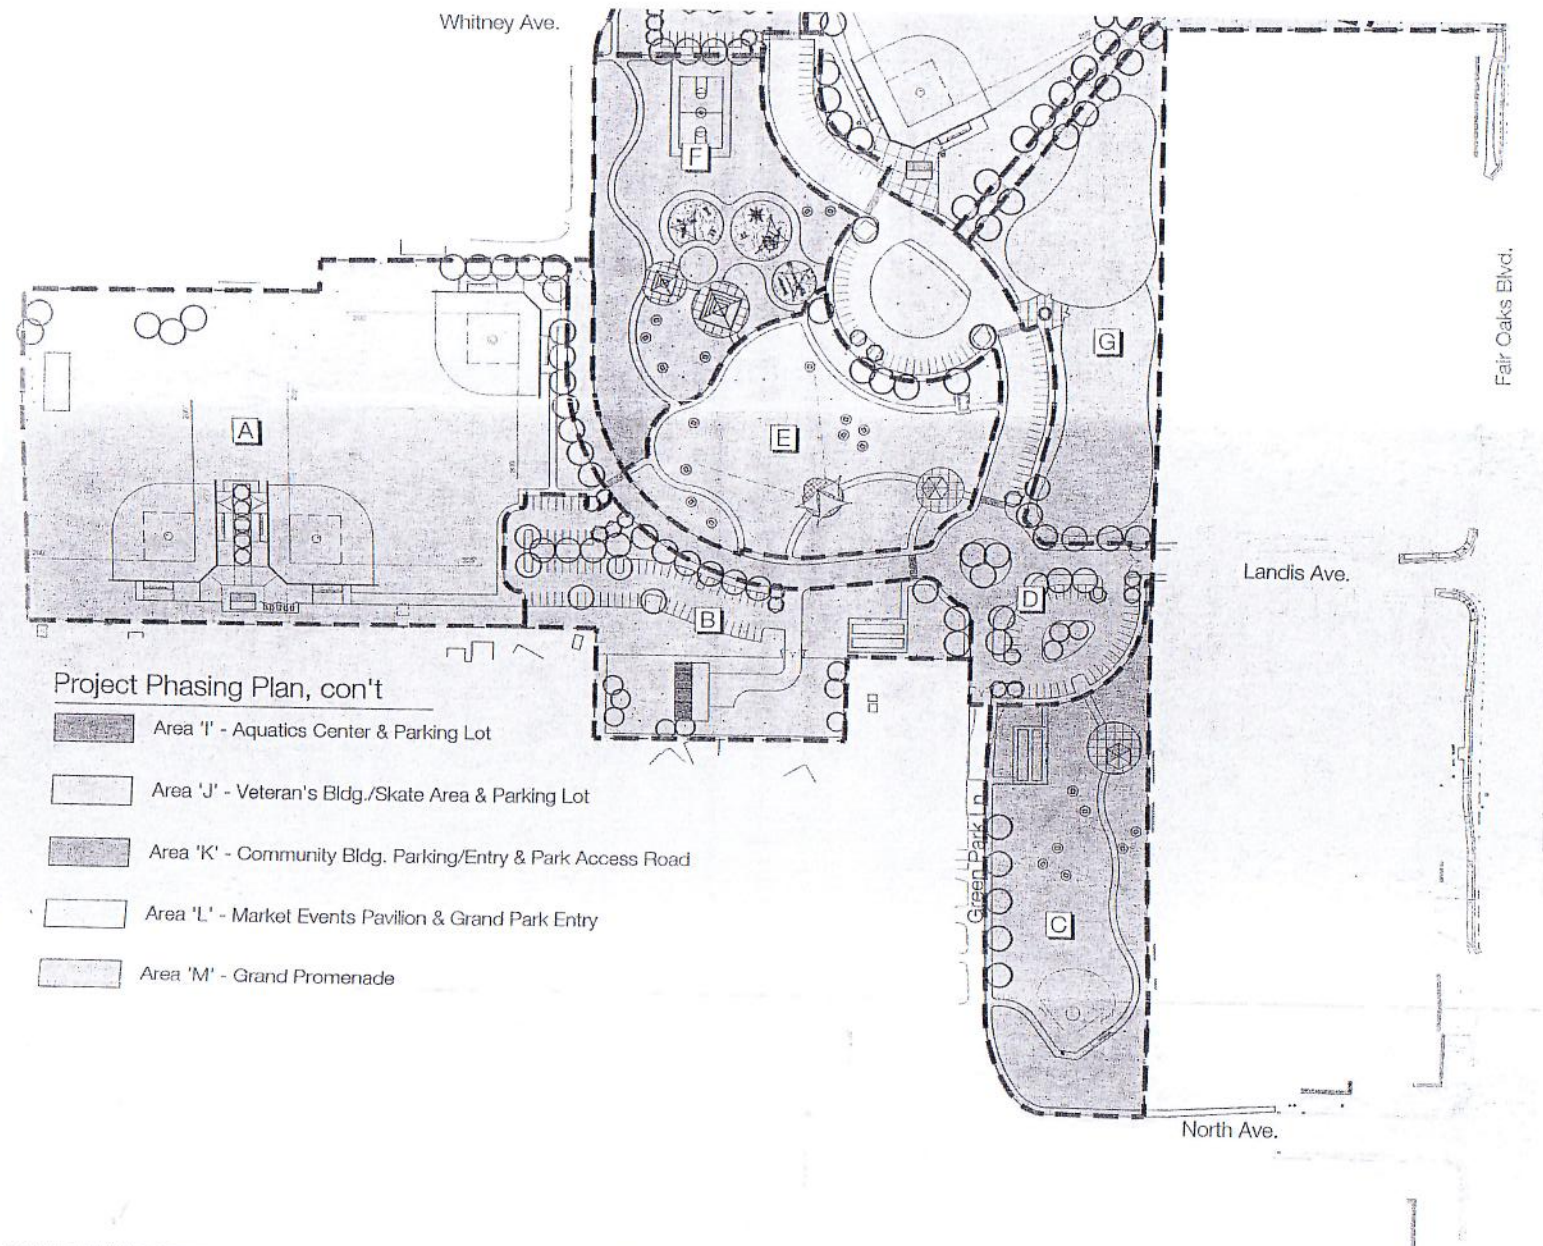 Whitney Ave.
F
G
Fair Oaks Blvd.
A
E
Landis Ave.
D
B
Project Phasing Plan, con't
Area 'I' - Aquatics Center & Parking Lot
Area 'J' - Veteran's Bldg./Skate Area & Parking Lot
Area 'K' - Community Bldg. Parking/Entry & Park Access Road
Green Park Ln.
Area 'L' - Market Events Pavilion & Grand Park Entry
C
Area 'M' - Grand Promenade
North Ave.